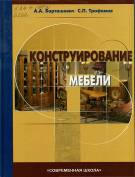 А.А. Барташевич С.П. Трофимов
КОНСТРУИРОВАНИЕ
МЕБЕЛИ
«СОВРЕМЕННАЯ ШКОЛА»